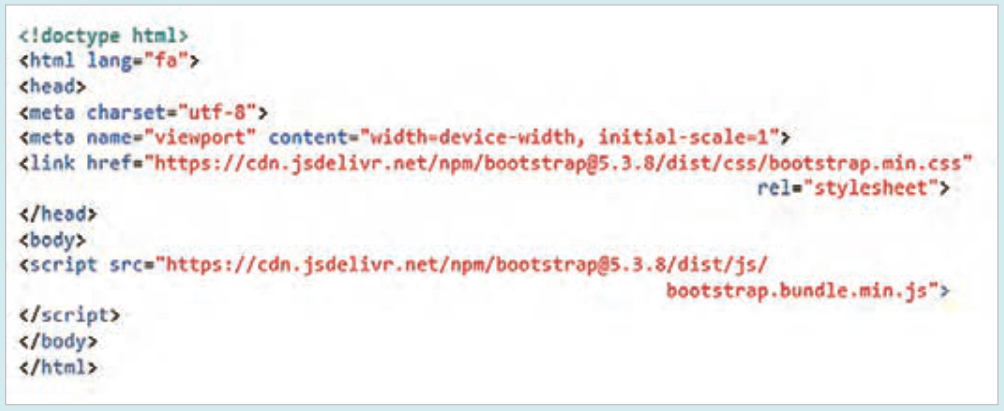 <!doctype html>
<html lang="fa">
<head>
<meta charset="utf-8">
<meta name="viewport" content="width=device-width, initial-scale=1">
<link href="https://cdn.jsdelivr.net/npm/bootstrap@5.3.8/dist/css/bootstrap.min.css"
rel="stylesheet">
</head>
<body>
<script src="https://cdn.jsdelivr.net/npm/bootstrap@5.3.8/dist/js/
bootstrap.bundle.min.js">
</script>
</body>
</html>